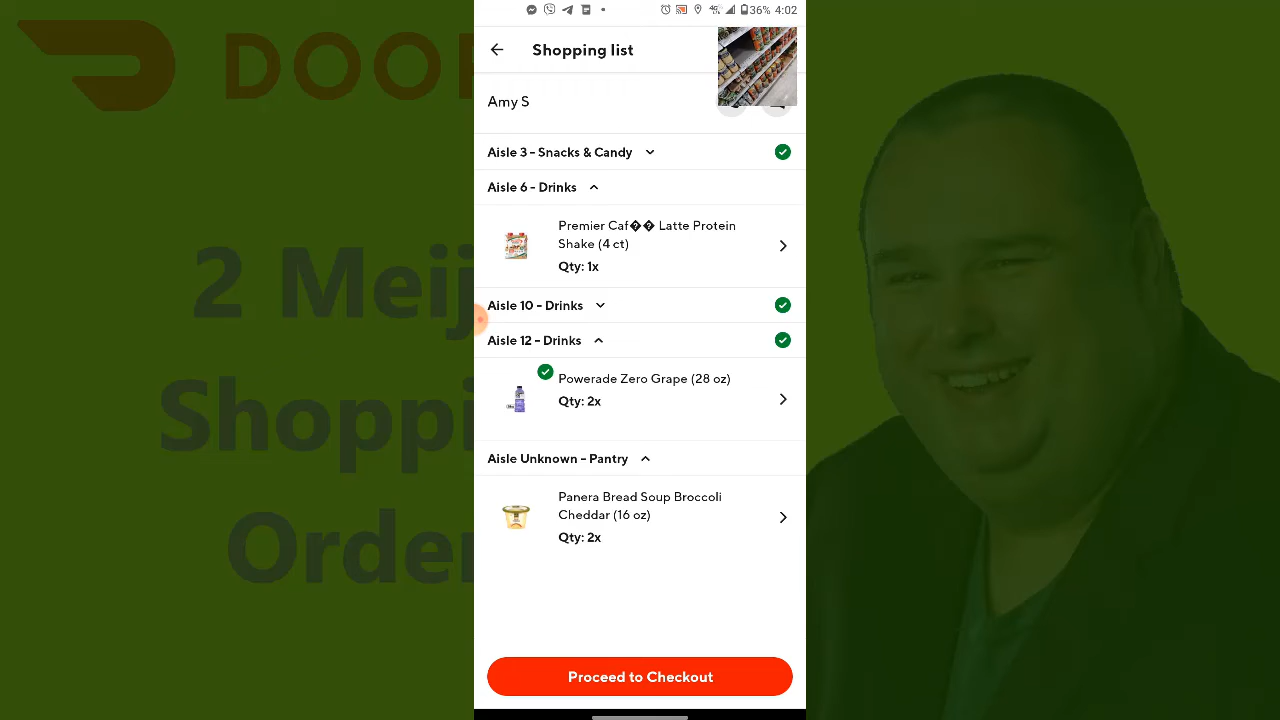 DOOR
2 Meij
Shoppi
Order
36% 4:02
Shopping list
Amy S
Aisle 3 - Snacks & Candy
Aisle 6 - Drinks
Premier Caf�� Latte Protein
Shake (4 ct)
Qty: 1x
Aisle 10 - Drinks
Aisle 12 - Drinks
Powerade Zero Grape (28 oz)
Qty: 2x
Aisle Unknown - Pantry
Panera Bread Soup Broccoli
Cheddar (16 oz)
Qty: 2x
Proceed to Checkout